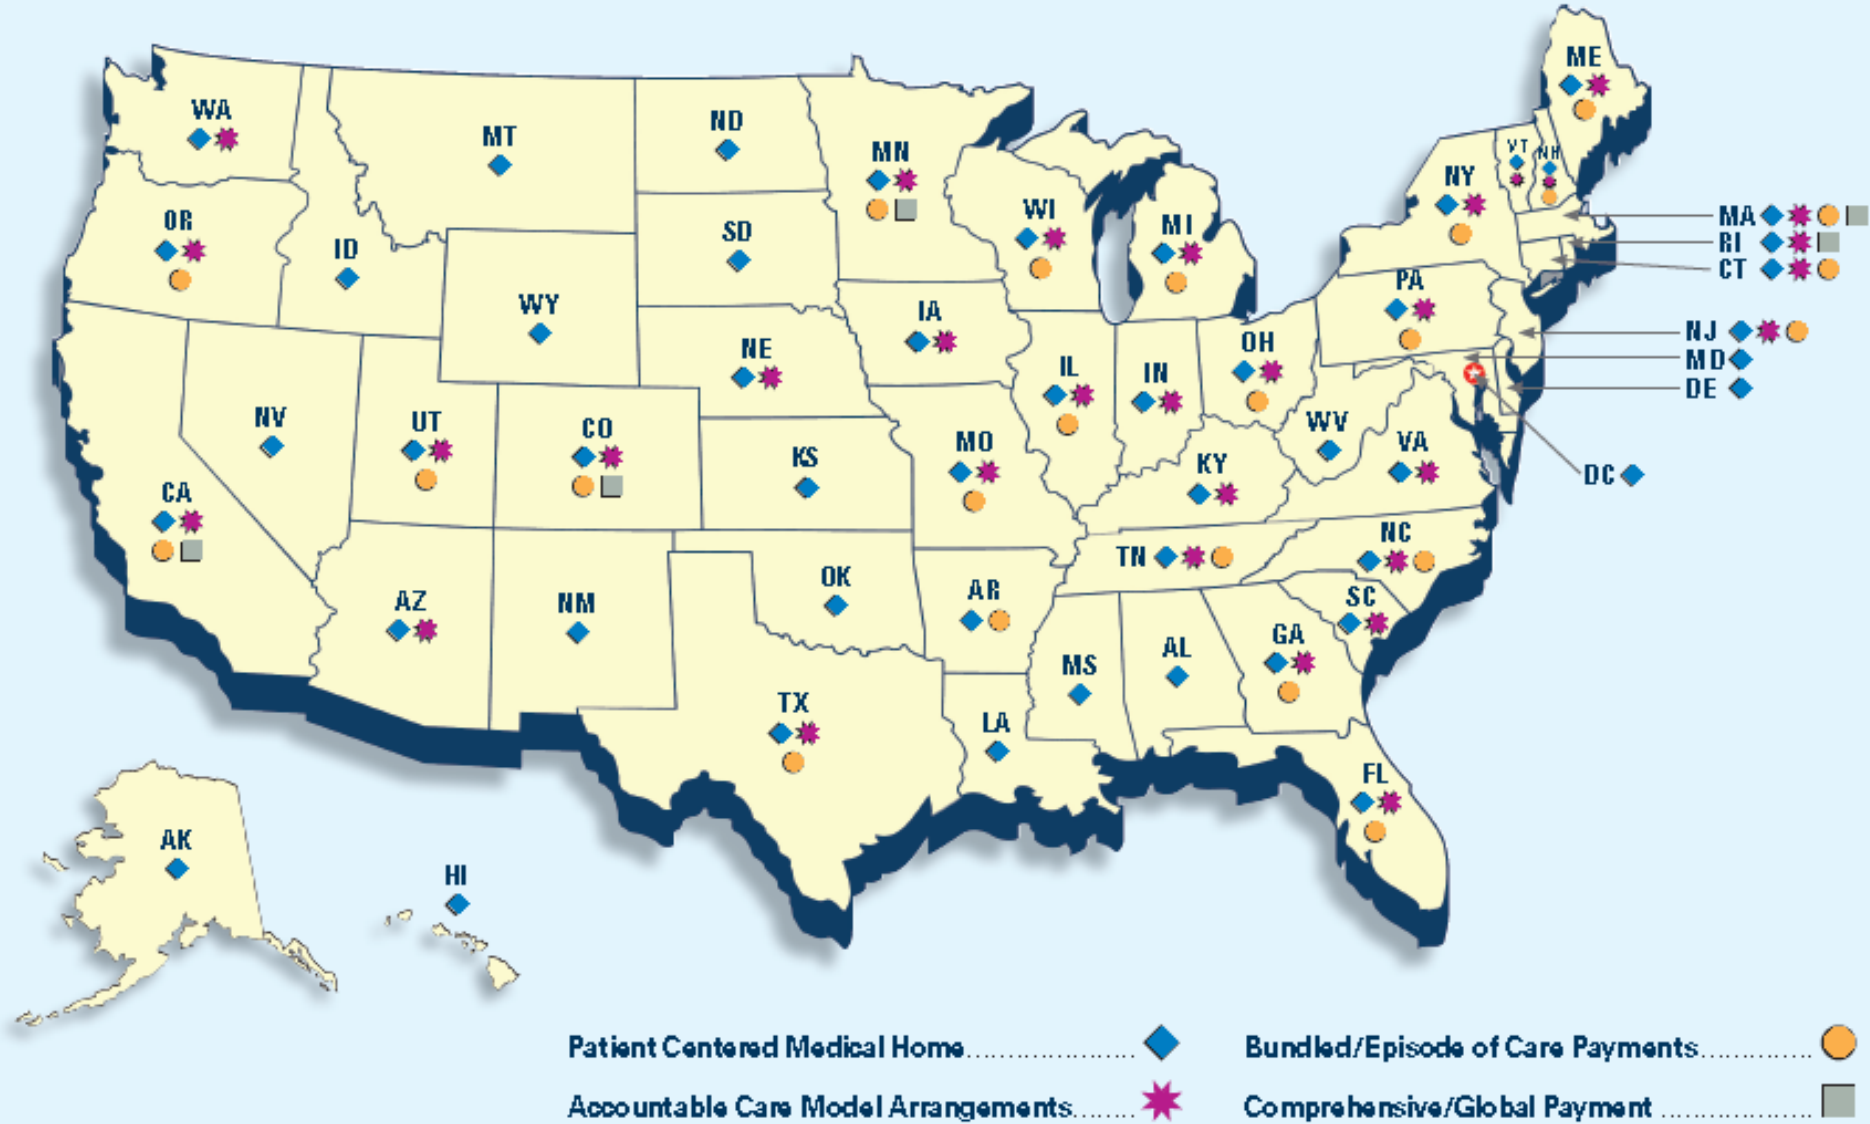 ME
WA
MT
ND
MN
VT
NH
NY
OR
ID
SD
WI
MI
MA
RI
CT
WY
IA
PA
NE
OH
NJ
MD
DE
NV
UT
CO
KS
MO
IL
IN
WV
VA
DC
CA
KY
AZ
NM
OK
AR
TN
NC
SC
GA
MS
AL
TX
LA
FL
AK
HI
Patient Centered Medical Home.................... Bundled/Episode of Care Payments.............
Accountable Care Model Arrangements....... Comprehensive/Global Payment ..................